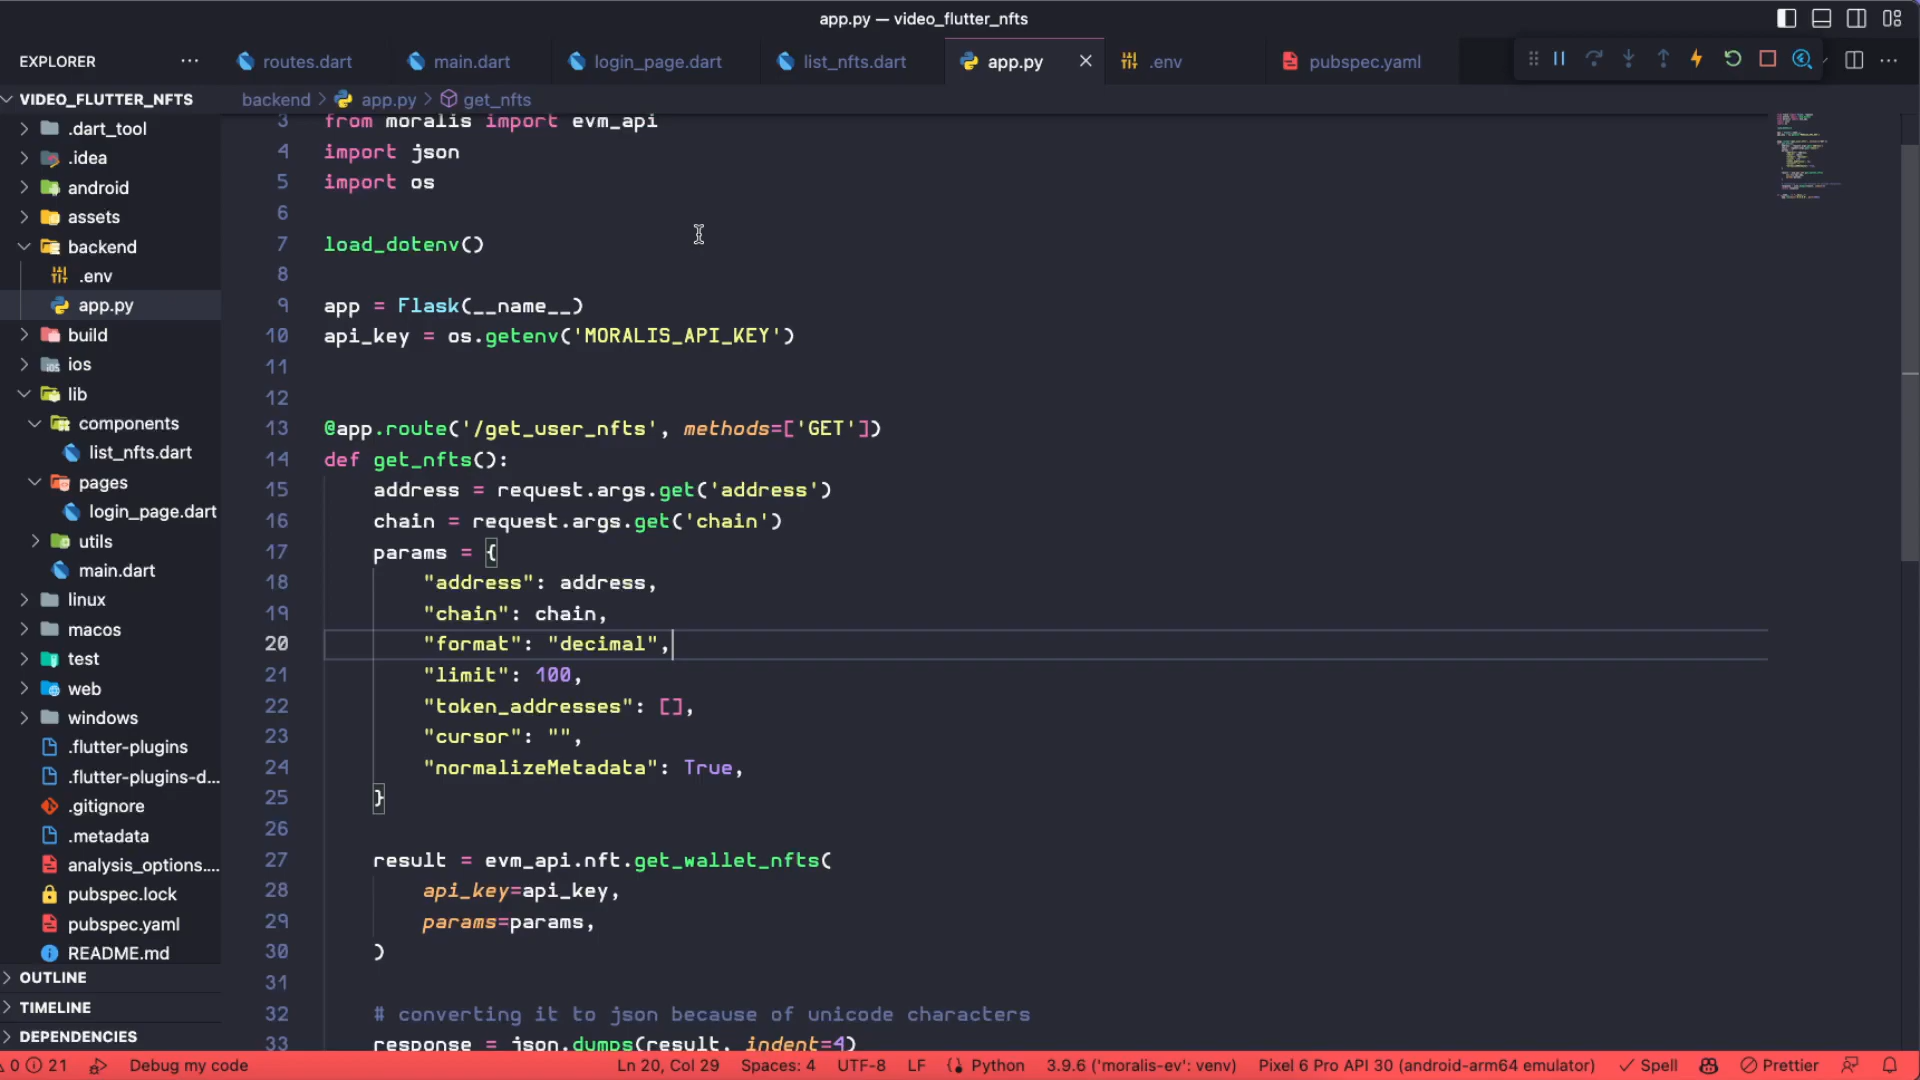 app.py — video_flutter_nfts
EXPLORER
routes.dart
main.dart
login_page.dart
list_nfts.dart
app.py
.env
pubspec.yaml
VIDEO_FLUTTER_NFTS
backend > app.py > get_nfts
.dart_tool
.idea
android
assets
backend
.env
app.py
build
ios
lib
components
list_nfts.dart
pages
login_page.dart
utils
main.dart
linux
macos
test
web
windows
.flutter-plugins
.flutter-plugins-d...
.gitignore
.metadata
analysis_options....
pubspec.lock
pubspec.yaml
README.md
OUTLINE
TIMELINE
DEPENDENCIES
3 from moralis import evm_api
4 import json
5 import os
6
7 load_dotenv()
8
9 app = Flask(__name__)
10 api_key = os.getenv('MORALIS_API_KEY')
11
12
13 @app.route('/get_user_nfts', methods=['GET'])
14 def get_nfts():
15 address = request.args.get('address')
16 chain = request.args.get('chain')
17 params = {
18 "address": address,
19 "chain": chain,
20 "format": "decimal",
21 "limit": 100,
22 "token_addresses": [],
23 "cursor": "",
24 "normalizeMetadata": True,
25 }
26
27 result = evm_api.nft.get_wallet_nfts(
28 api_key=api_key,
29 params=params,
30 )
31
32 # converting it to json because of unicode characters
33 response = json.dumps(result, indent=4)
0 21 Debug my code Ln 20, Col 29 Spaces: 4 UTF-8 LF Python 3.9.6 ('moralis-ev': venv) Pixel 6 Pro API 30 (android-arm64 emulator) Spell Prettier